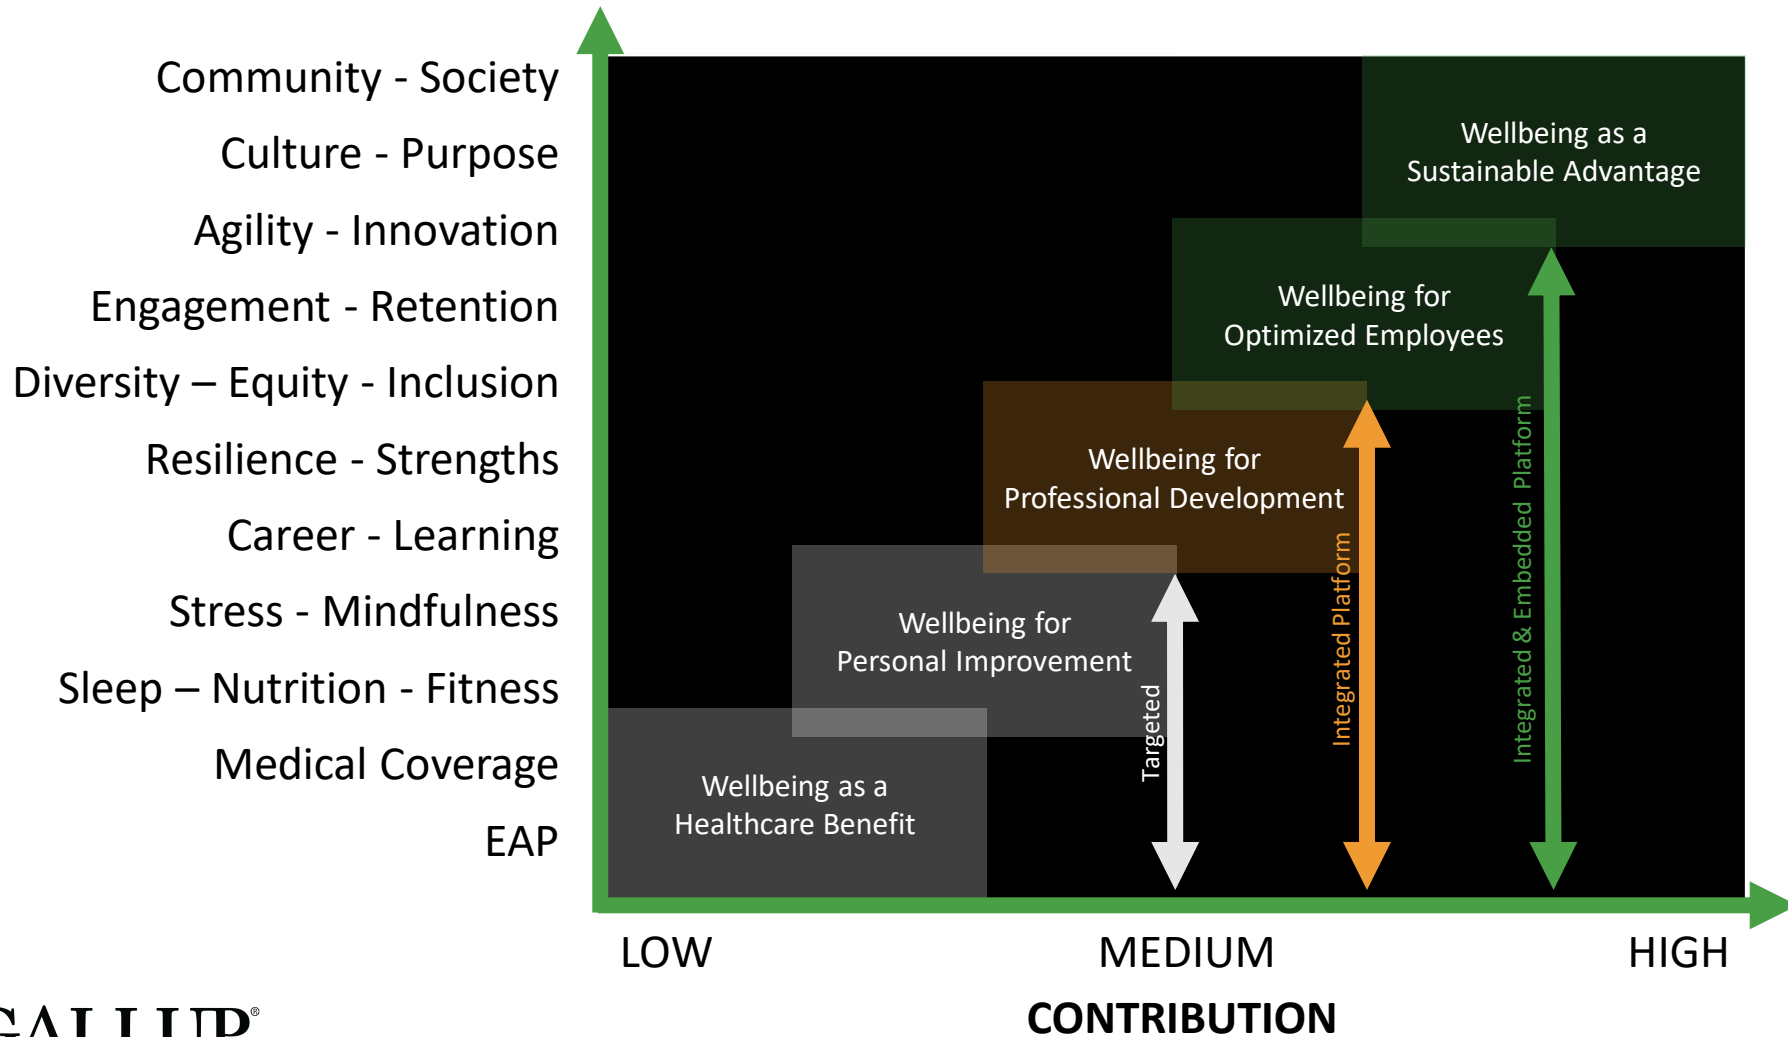 Community - Society
Culture - Purpose
Agility - Innovation
Engagement - Retention
Diversity – Equity - Inclusion
Resilience - Strengths
Career - Learning
Stress - Mindfulness
Sleep – Nutrition - Fitness
Medical Coverage
EAP
Wellbeing as a
Sustainable Advantage
Wellbeing for
Optimized Employees
Wellbeing for
Professional Development
Wellbeing for
Personal Improvement
Wellbeing as a
Healthcare Benefit
Targeted
Integrated Platform
Integrated & Embedded Platform
LOW
MEDIUM
HIGH
CONTRIBUTION
GALLUP®